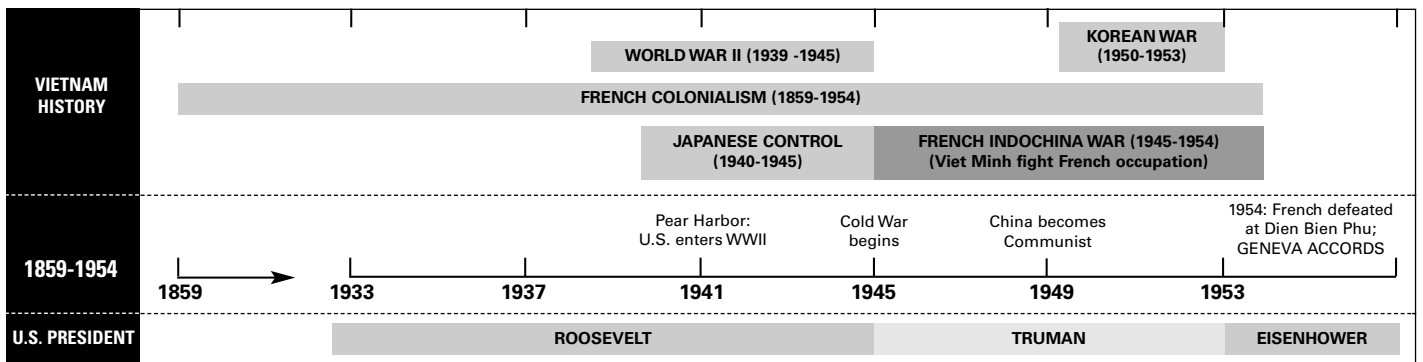 VIETNAM
HISTORY
WORLD WAR II (1939 -1945)
KOREAN WAR
(1950-1953)
FRENCH COLONIALISM (1859-1954)
JAPANESE CONTROL
(1940-1945)
FRENCH INDOCHINA WAR (1945-1954)
(Viet Minh fight French occupation)
1859-1954
Pear Harbor:
U.S. enters WWII
Cold War
begins
China becomes
Communist
1954: French defeated
at Dien Bien Phu;
GENEVA ACCORDS
1859
1933
1937
1941
1945
1949
1953
U.S. PRESIDENT
ROOSEVELT
TRUMAN
EISENHOWER